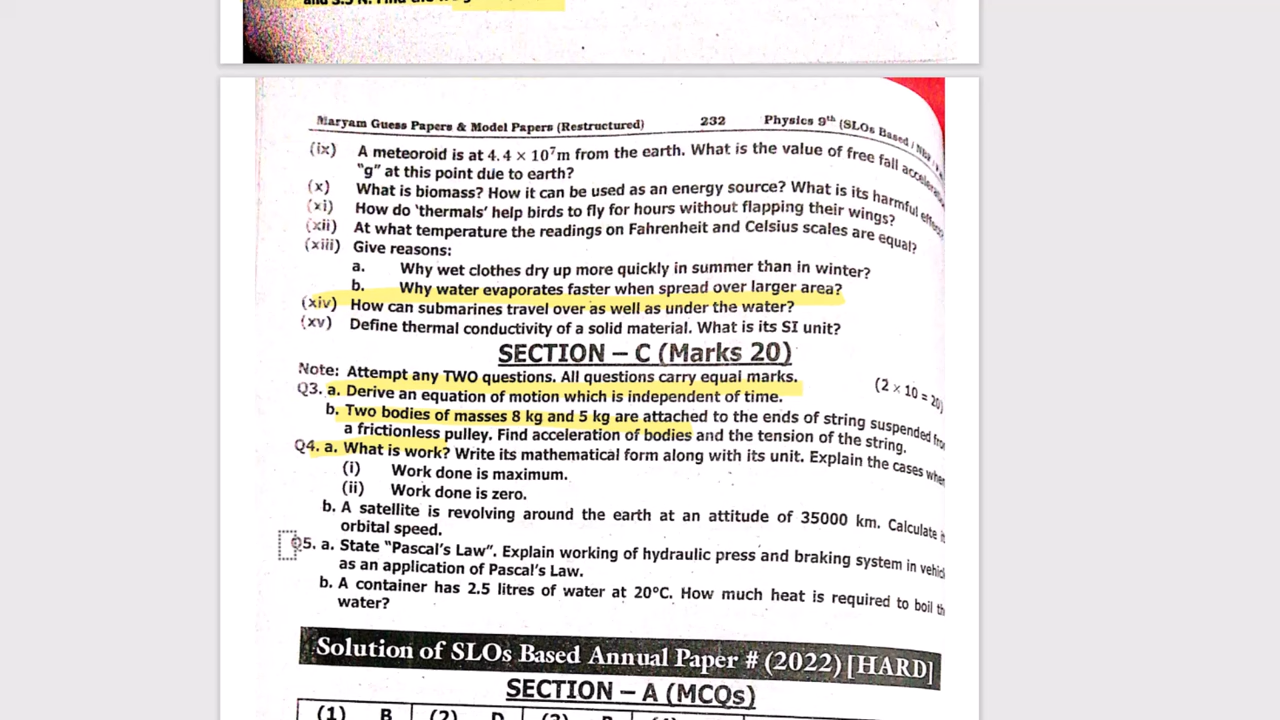 Maryam Guess Papers & Model Papers (Restructured) 232 Physics 9th (SLOs Based /
(ix) A meteoroid is at 4.4 × 10⁷m from the earth. What is the value of free fall
"g" at this point due to earth?
(x) What is biomass? How it can be used as an energy source? What is its harmful
(xi) How do 'thermals' help birds to fly for hours without flapping their wings?
(xii) At what temperature the readings on Fahrenheit and Celsius scales are equal?
(xiii) Give reasons:
a. Why wet clothes dry up more quickly in summer than in winter?
b. Why water evaporates faster when spread over larger area?
(xiv) How can submarines travel over as well as under the water?
(xv) Define thermal conductivity of a solid material. What is its SI unit?
SECTION – C (Marks 20)
Note: Attempt any TWO questions. All questions carry equal marks. (2 × 10 = 20)
Q3. a. Derive an equation of motion which is independent of time.
b. Two bodies of masses 8 kg and 5 kg are attached to the ends of string suspended
a frictionless pulley. Find acceleration of bodies and the tension of the string.
Q4. a. What is work? Write its mathematical form along with its unit. Explain the cases
(i) Work done is maximum.
(ii) Work done is zero.
b. A satellite is revolving around the earth at an attitude of 35000 km. Calculate
orbital speed.
Q5. a. State "Pascal's Law". Explain working of hydraulic press and braking system in
as an application of Pascal's Law.
b. A container has 2.5 litres of water at 20°C. How much heat is required to boil
water?
Solution of SLOs Based Annual Paper # (2022) [HARD]
SECTION – A (MCQs)
(1) B (2) D (3)